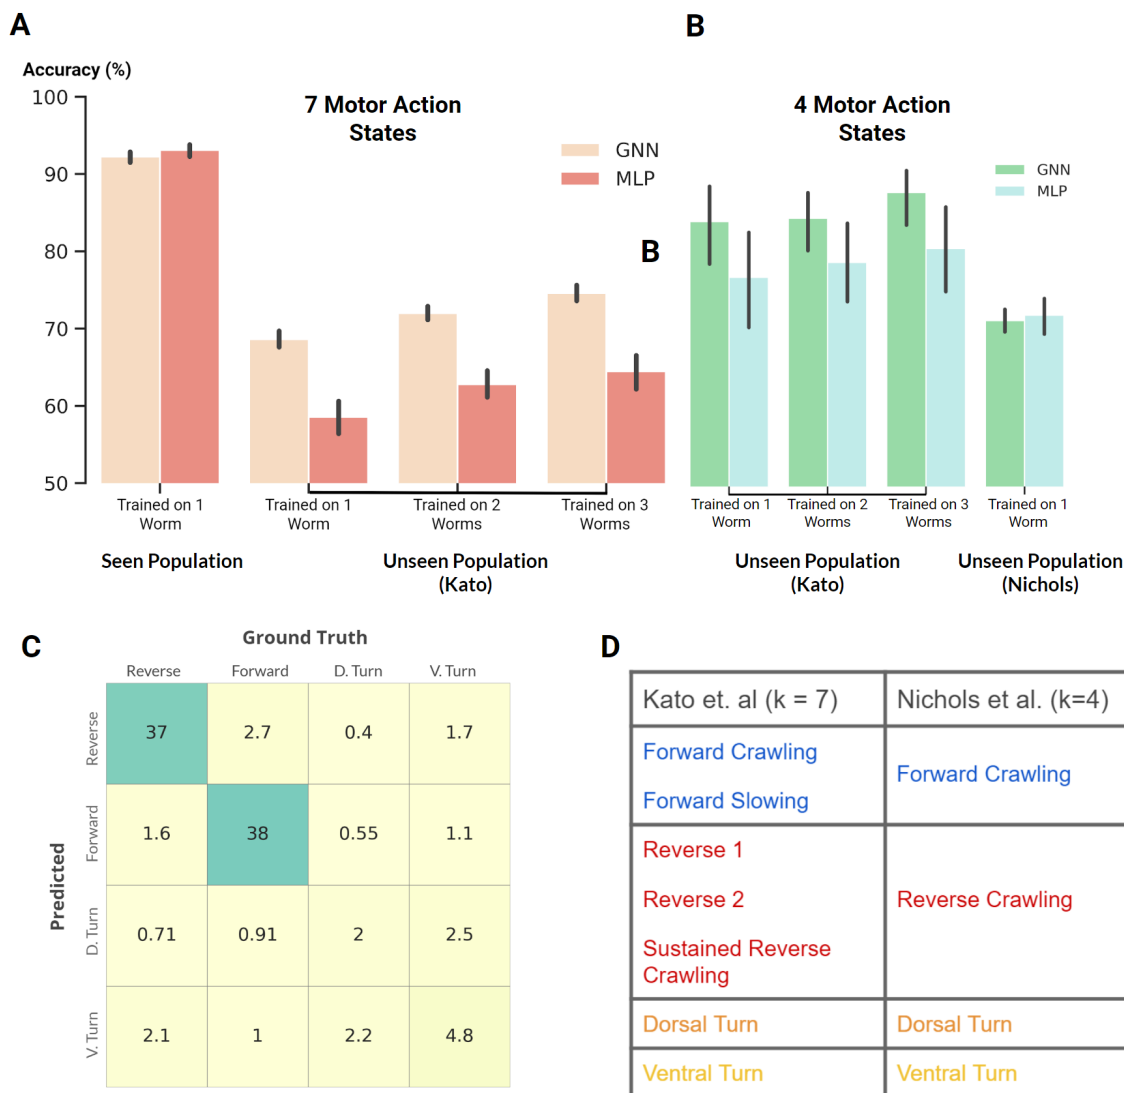 A
B
Accuracy (%)
100
90
80
70
60
50
7 Motor Action
States
GNN
MLP
Trained on 1
Worm
Trained on 1
Worm
Trained on 2
Worms
Trained on 3
Worms
Seen Population
Unseen Population
(Kato)
4 Motor Action
States
GNN
MLP
B
Trained on 1
Worm
Trained on 2
Worms
Trained on 3
Worms
Trained on 1
Worm
Unseen Population
(Kato)
Unseen Population
(Nichols)
C
Ground Truth
Reverse Forward D. Turn V. Turn
Predicted
Reverse 37 2.7 0.4 1.7
Forward 1.6 38 0.55 1.1
D. Turn 0.71 0.91 2 2.5
V. Turn 2.1 1 2.2 4.8
D
Kato et. al (k = 7) Nichols et al. (k=4)
Forward Crawling
Forward Slowing
Forward Crawling
Reverse 1
Reverse 2
Sustained Reverse
Crawling
Reverse Crawling
Dorsal Turn Dorsal Turn
Ventral Turn Ventral Turn